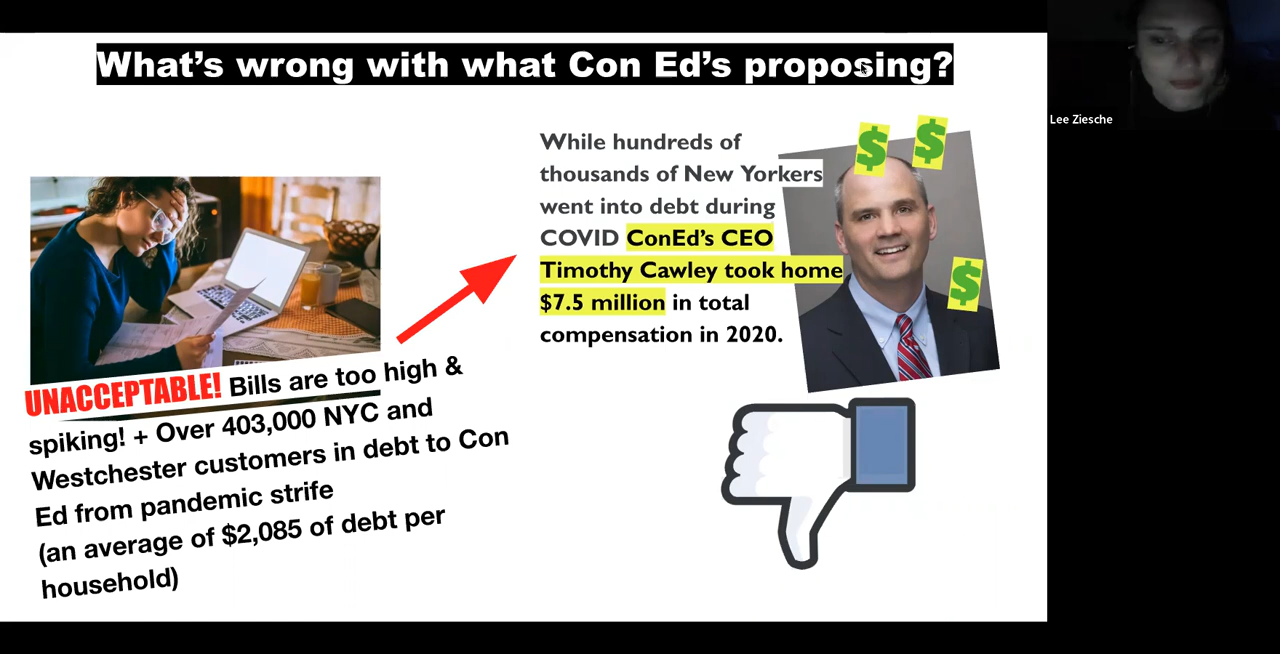 What's wrong with what Con Ed's proposing?
Lee Ziesche
While hundreds of
thousands of New Yorkers
went into debt during
COVID ConEd's CEO
Timothy Cawley took home
$7.5 million in total
compensation in 2020.
$
$
$
UNACCEPTABLE! Bills are too high &
spiking! + Over 403,000 NYC and
Westchester customers in debt to Con
Ed from pandemic strife
(an average of $2,085 of debt per
household)